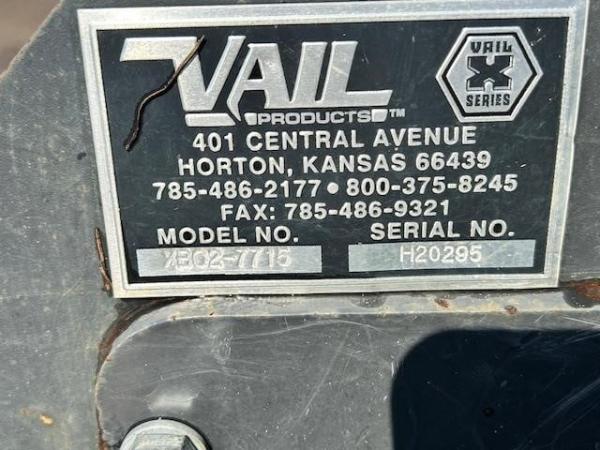 VAIL
PRODUCTS™
VAIL
X
SERIES
401 CENTRAL AVENUE
HORTON, KANSAS 66439
785-486-2177 • 800-375-8245
FAX: 785-486-9321
MODEL NO. SERIAL NO.
XB02-7715 H20295